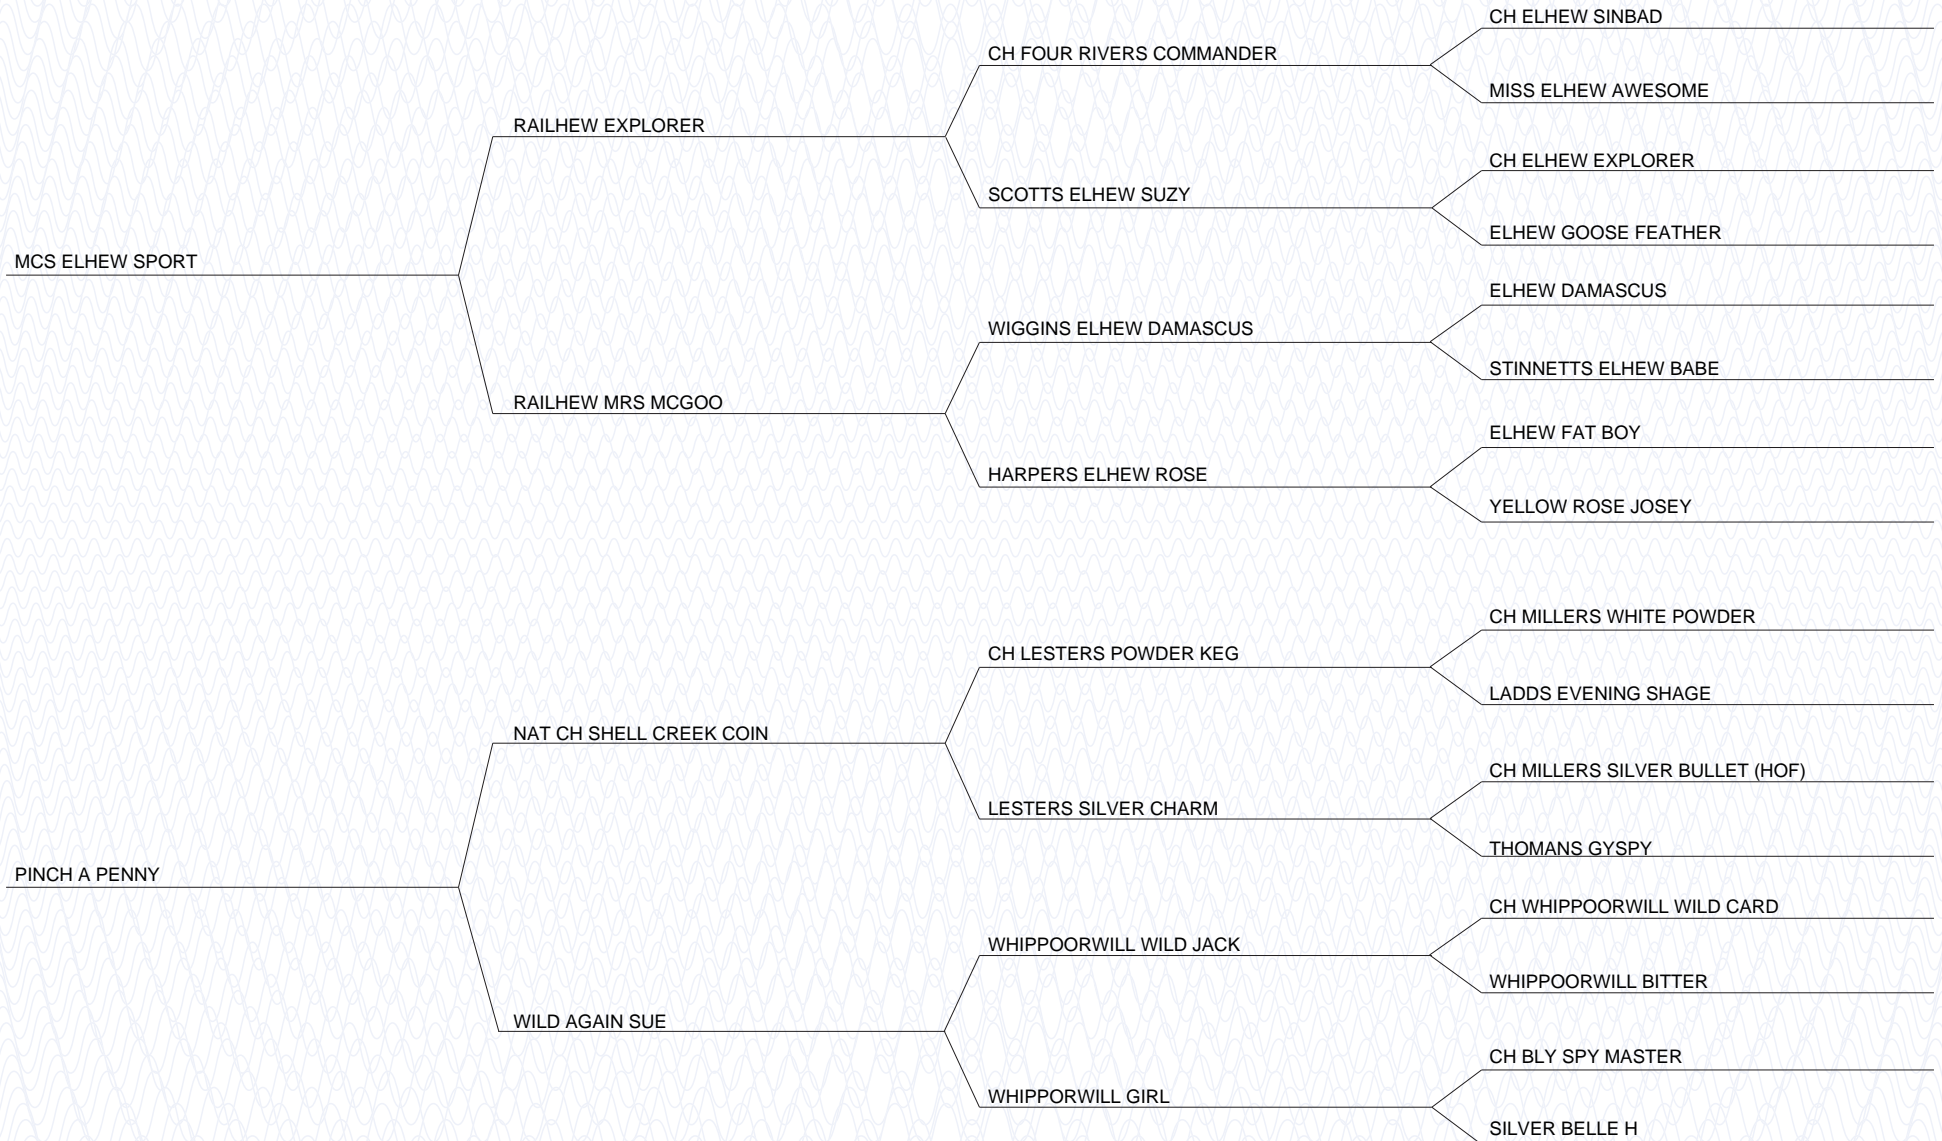 CH ELHEW SINBAD
CH FOUR RIVERS COMMANDER
MISS ELHEW AWESOME
RAILHEW EXPLORER
CH ELHEW EXPLORER
SCOTTS ELHEW SUZY
ELHEW GOOSE FEATHER
MCS ELHEW SPORT
ELHEW DAMASCUS
WIGGINS ELHEW DAMASCUS
STINNETTS ELHEW BABE
RAILHEW MRS MCGOO
ELHEW FAT BOY
HARPERS ELHEW ROSE
YELLOW ROSE JOSEY
CH MILLERS WHITE POWDER
CH LESTERS POWDER KEG
LADDS EVENING SHAGE
NAT CH SHELL CREEK COIN
CH MILLERS SILVER BULLET (HOF)
LESTERS SILVER CHARM
THOMANS GYSPY
PINCH A PENNY
CH WHIPPOORWILL WILD CARD
WHIPPOORWILL WILD JACK
WHIPPOORWILL BITTER
WILD AGAIN SUE
CH BLY SPY MASTER
WHIPPORWILL GIRL
SILVER BELLE H